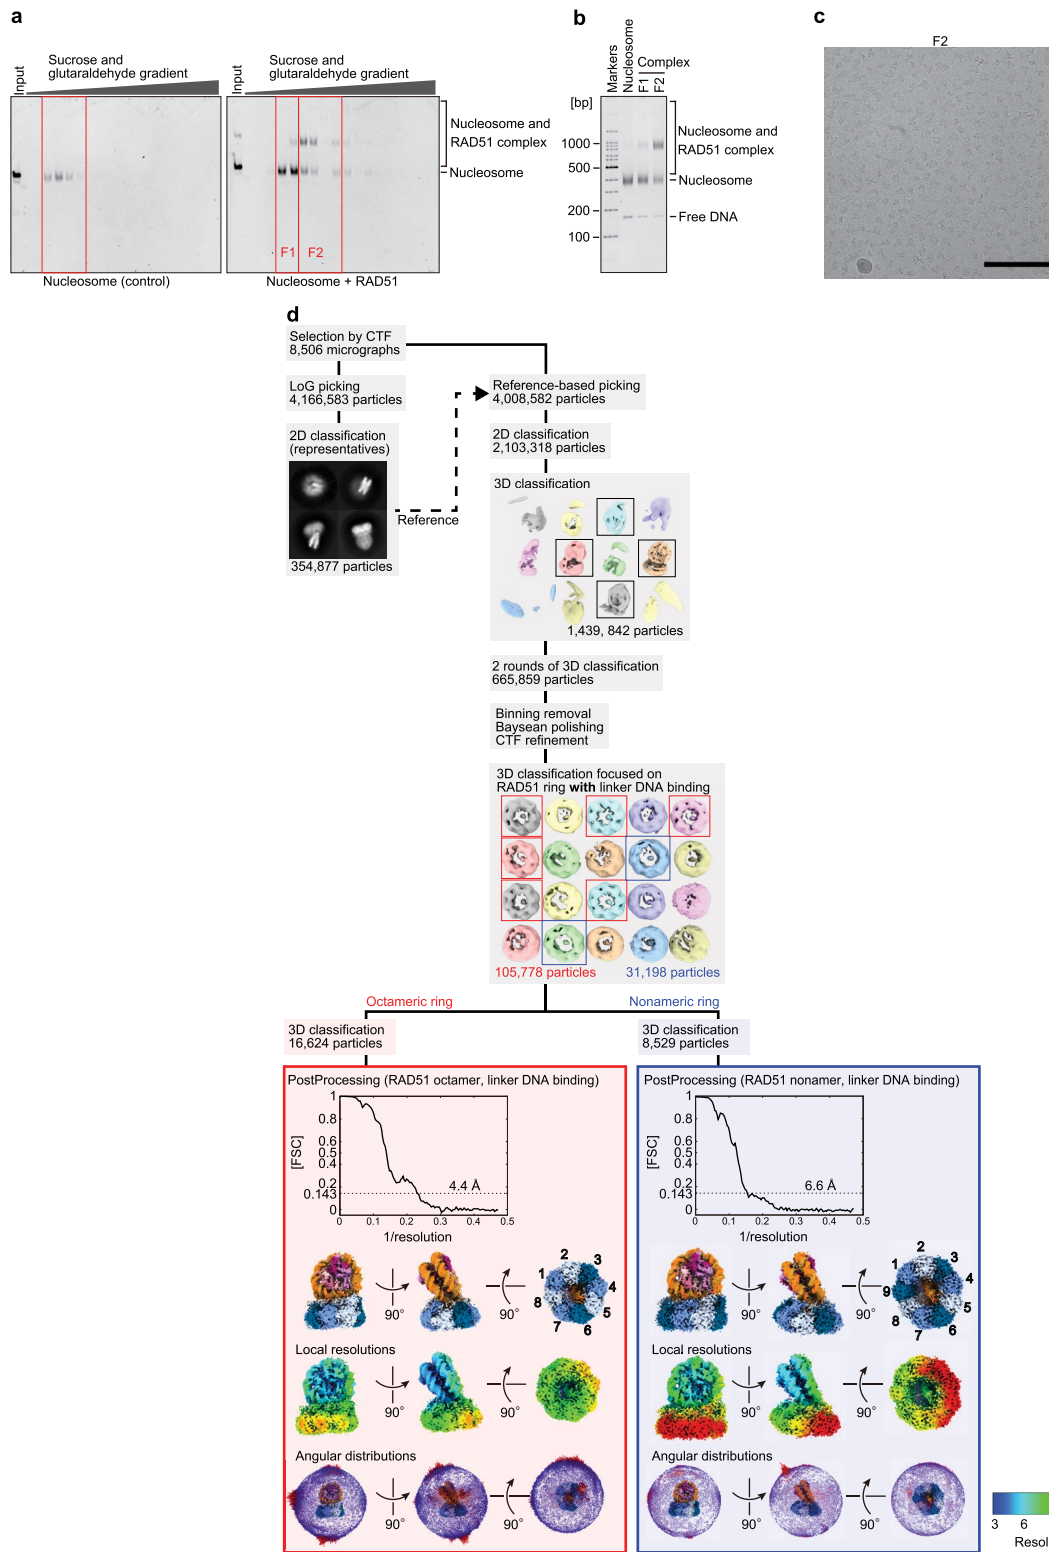 a
Input
Sucrose and
glutaraldehyde gradient
Input
Sucrose and
glutaraldehyde gradient
Nucleosome and
RAD51 complex
Nucleosome
F1
F2
Nucleosome (control)
Nucleosome + RAD51
b
Markers
Nucleosome
Complex
F1
F2
[bp]
1000
500
200
100
Nucleosome and
RAD51 complex
Nucleosome
Free DNA
c
F2
d
Selection by CTF
8,506 micrographs
LoG picking
4,166,583 particles
2D classification
(representatives)
354,877 particles
Reference
Reference-based picking
4,008,582 particles
2D classification
2,103,318 particles
3D classification
1,439, 842 particles
2 rounds of 3D classification
665,859 particles
Binning removal
Baysean polishing
CTF refinement
3D classification focused on
RAD51 ring with linker DNA binding
105,778 particles
31,198 particles
Octameric ring
Nonameric ring
3D classification
16,624 particles
3D classification
8,529 particles
PostProcessing (RAD51 octamer, linker DNA binding)
[FSC]
1
0.8
0.6
0.4
0.2
0.143
0
4.4 Å
0 0.1 0.2 0.3 0.4 0.5
1/resolution
90°
90°
1 2 3 4 5 6 7 8
Local resolutions
90°
90°
Angular distributions
90°
90°
PostProcessing (RAD51 nonamer, linker DNA binding)
[FSC]
1
0.8
0.6
0.4
0.2
0.143
0
6.6 Å
0 0.1 0.2 0.3 0.4 0.5
1/resolution
90°
90°
1 2 3 4 5 6 7 8 9
Local resolutions
90°
90°
Angular distributions
90°
90°
3 6
Resol